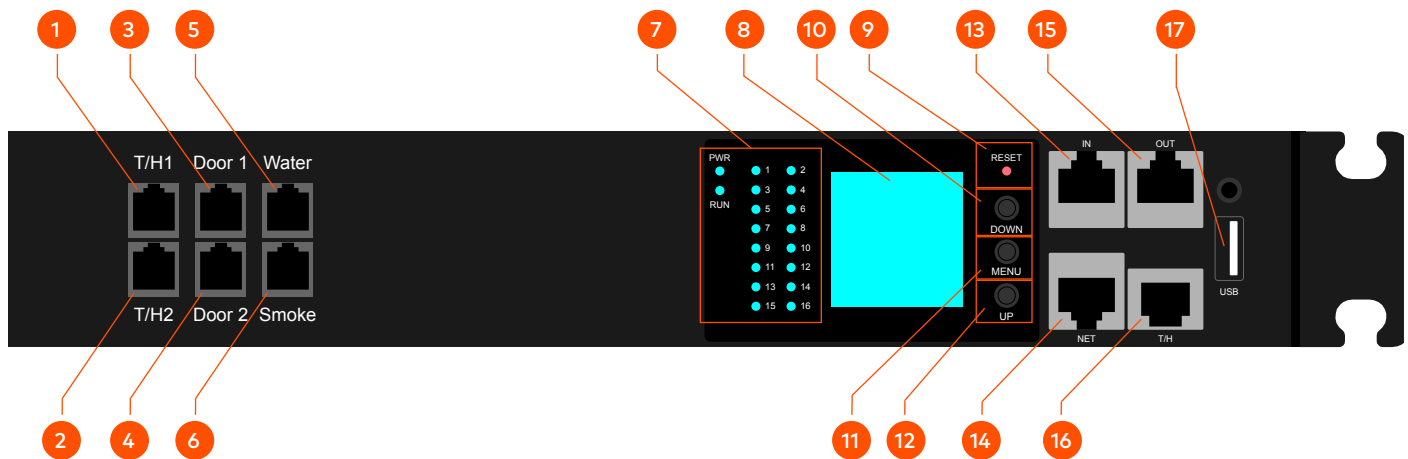 1 3 5 7 8 10 9 13 15 17
T/H1 Door 1 Water
T/H2 Door 2 Smoke
PWR
RUN
1 2
3 4
5 6
7 8
9 10
11 12
13 14
15 16
RESET
DOWN
MENU
UP
IN OUT
NET T/H
USB
2 4 6 11 12 14 16